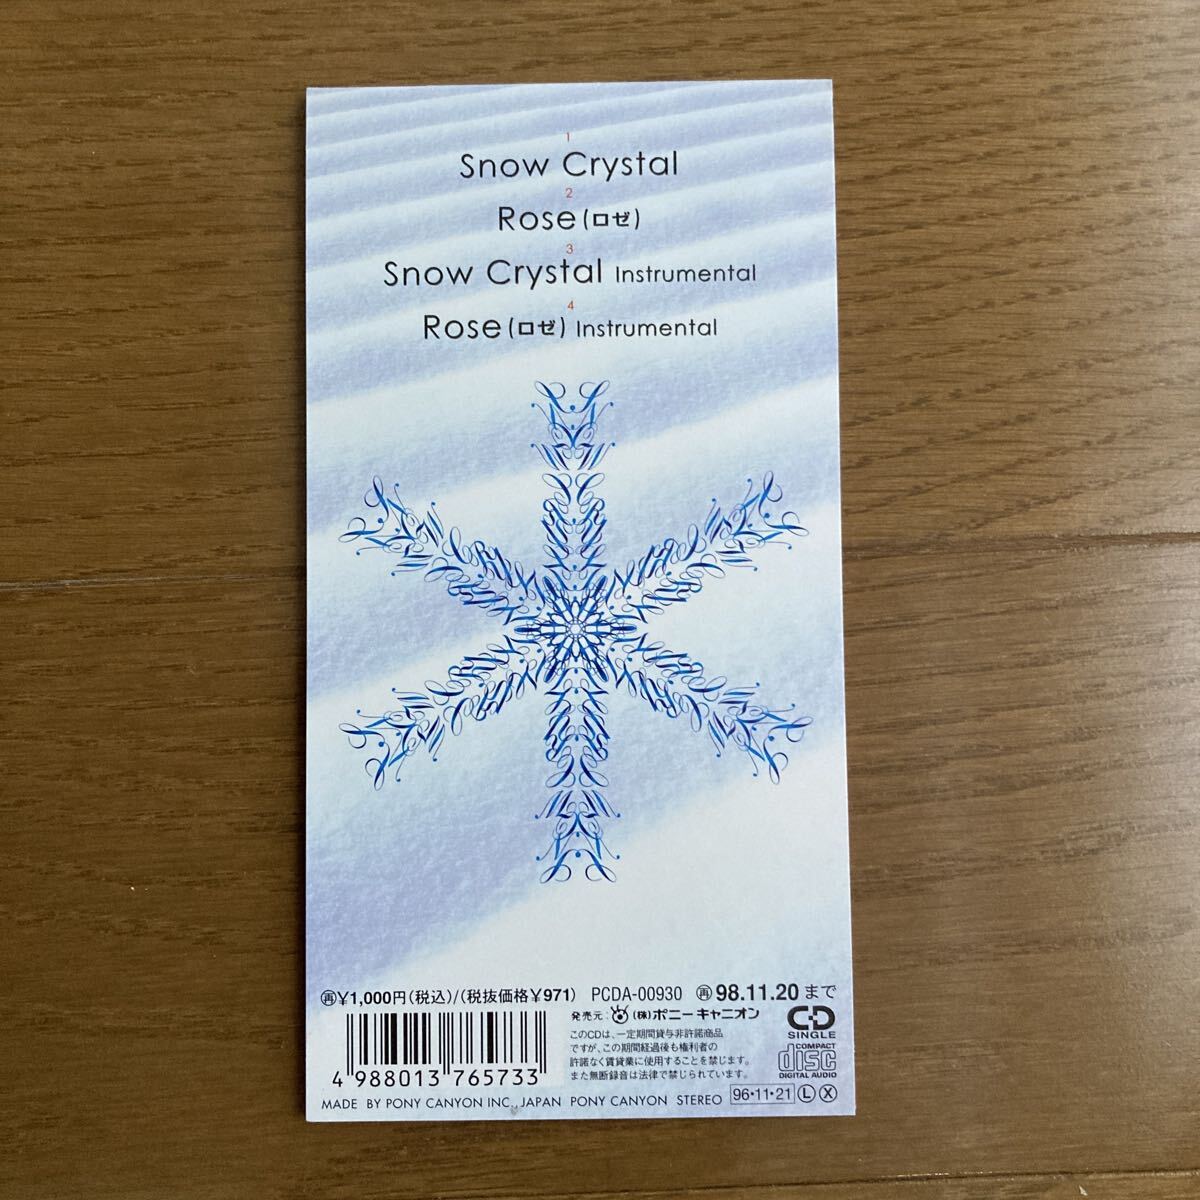 1
Snow Crystal
2
Rose(ロゼ)
3
Snow Crystal Instrumental
4
Rose(ロゼ) Instrumental
再¥1,000円(税込)/(税抜価格¥971) PCDA-00930 再98.11.20まで
発売元: (株)ポニーキャニオン
このCDは、一定期間貸与非許諾商品
ですが、この期間経過後も権利者の
許諾なく賃貸業に使用することを禁じます。
また無断録音は法律で禁じられています。
CD
SINGLE
COMPACT
disc
DIGITAL AUDIO
4 988013 765733
MADE BY PONY CANYON INC., JAPAN PONY CANYON STEREO 96・11・21 L X